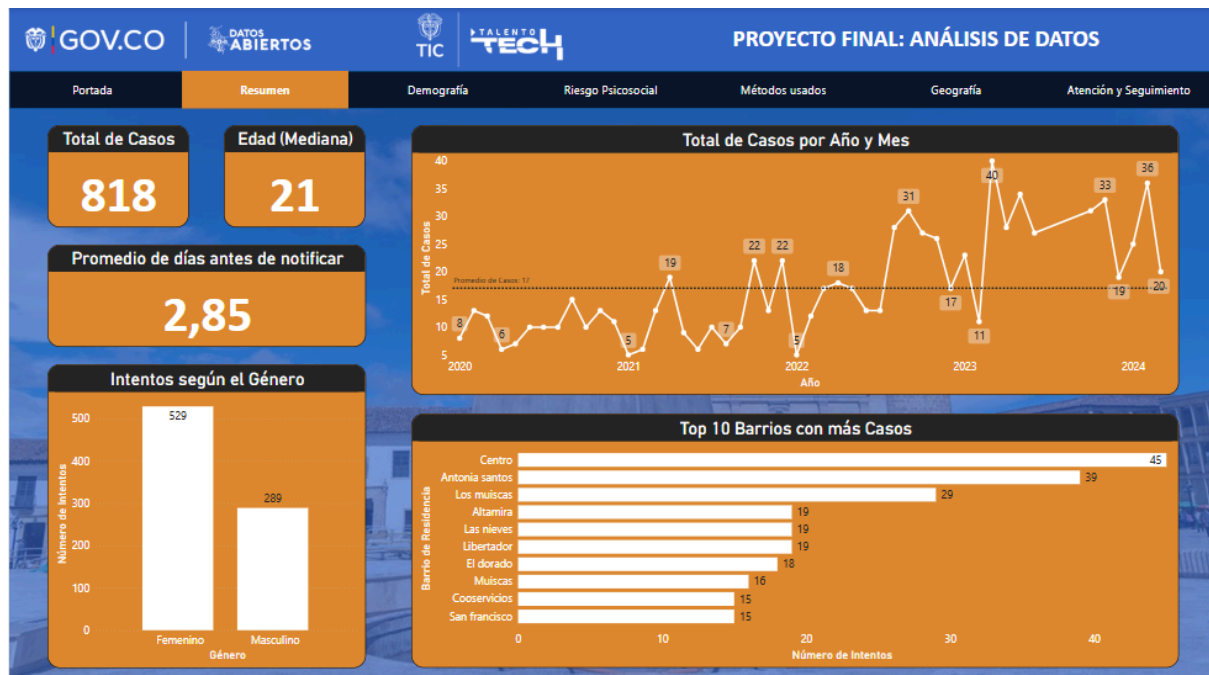 GOV.CO
DATOS
ABIERTOS
TIC
TALENTO
TECH
PROYECTO FINAL: ANÁLISIS DE DATOS
Portada
Resumen
Demografía
Riesgo Psicosocial
Métodos usados
Geografía
Atención y Seguimiento
Total de Casos
818
Edad (Mediana)
21
Promedio de días antes de notificar
2,85
Intentos según el Género
Número de Intentos
500
400
300
200
100
0
529
289
Femenino
Masculino
Género
Total de Casos por Año y Mes
Total de Casos
40
35
30
25
20
15
10
5
Promedio de Casos: 17
8
6
5
19
7
22
22
5
18
31
17
11
40
33
19
36
20
2020
2021
2022
2023
2024
Año
Top 10 Barrios con más Casos
Barrio de Residencia
Centro 45
Antonia santos 39
Los muiscas 29
Altamira 19
Las nieves 19
Libertador 19
El dorado 18
Muiscas 16
Cooservicios 15
San francisco 15
0 10 20 30 40
Número de Intentos